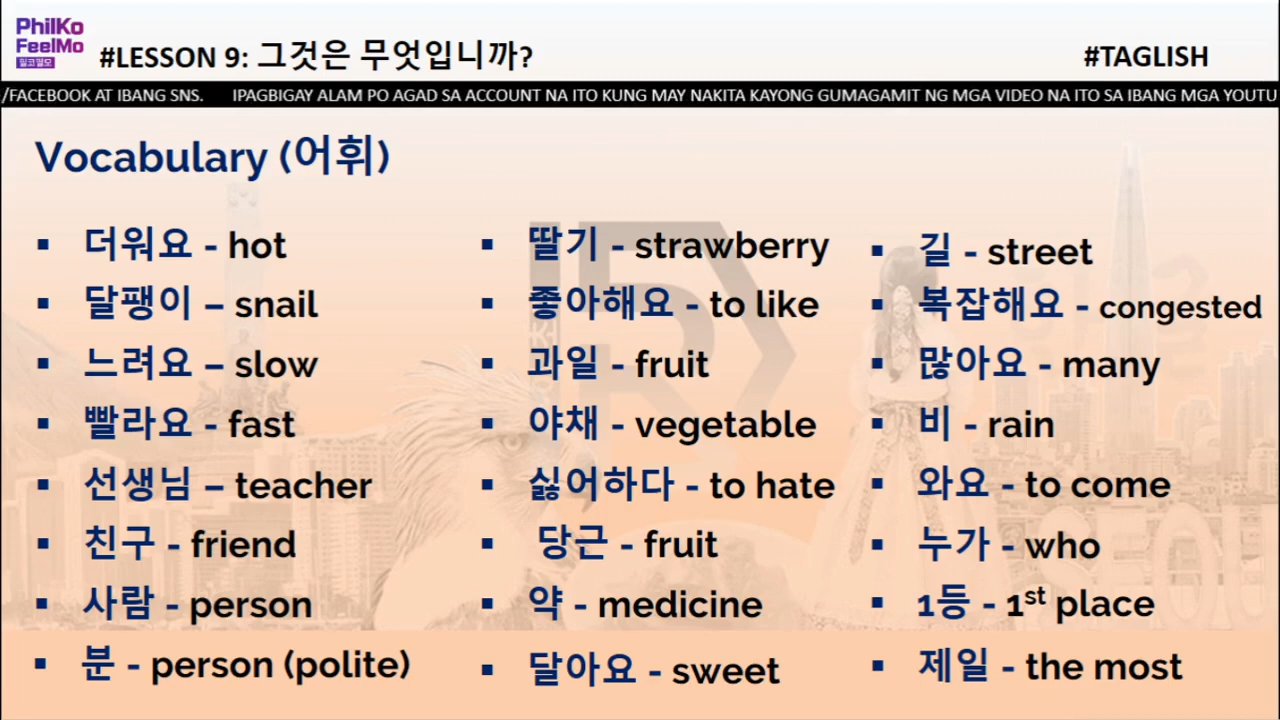 PhilKo
FeelMo
필코필모
#LESSON 9: 그것은 무엇입니까?
#TAGLISH
/FACEBOOK AT IBANG SNS. IPAGBIGAY ALAM PO AGAD SA ACCOUNT NA ITO KUNG MAY NAKITA KAYONG GUMAGAMIT NG MGA VIDEO NA ITO SA IBANG MGA YOUTU
Vocabulary (어휘)
▪ 더워요 - hot
▪ 달팽이 – snail
▪ 느려요 – slow
▪ 빨라요 - fast
▪ 선생님 – teacher
▪ 친구 - friend
▪ 사람 - person
▪ 분 - person (polite)
▪ 딸기 - strawberry
▪ 좋아해요 - to like
▪ 과일 - fruit
▪ 야채 - vegetable
▪ 싫어하다 - to hate
▪ 당근 - fruit
▪ 약 - medicine
▪ 달아요 - sweet
▪ 길 - street
▪ 복잡해요 - congested
▪ 많아요 - many
▪ 비 - rain
▪ 와요 - to come
▪ 누가 - who
▪ 1등 - 1st place
▪ 제일 - the most